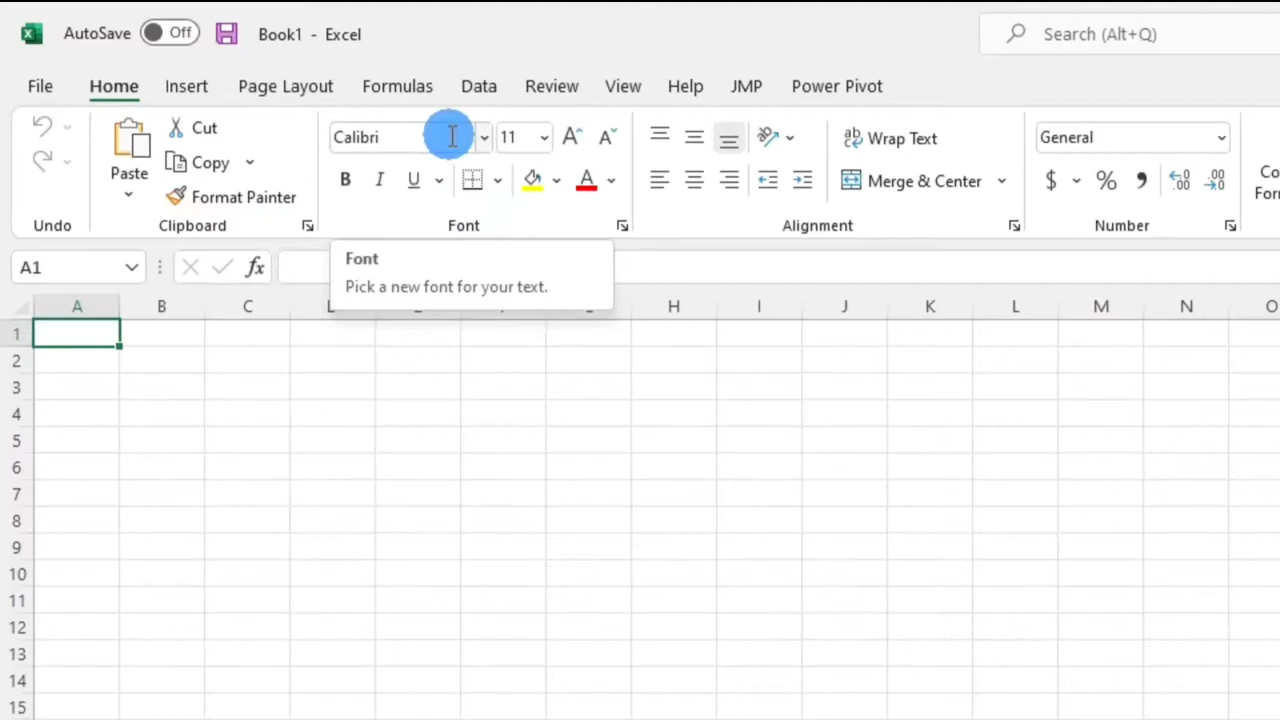 AutoSave Off Book1 - Excel Search (Alt+Q)
File Home Insert Page Layout Formulas Data Review View Help JMP Power Pivot
Calibri 11 General
Cut
Copy
Format Painter
Paste
B I U A
Wrap Text
Merge & Center
$ %
Undo Clipboard Font Alignment Number
A1 fx
Font
Pick a new font for your text.
A B C H I J K L M N
1
2
3
4
5
6
7
8
9
10
11
12
13
14
15